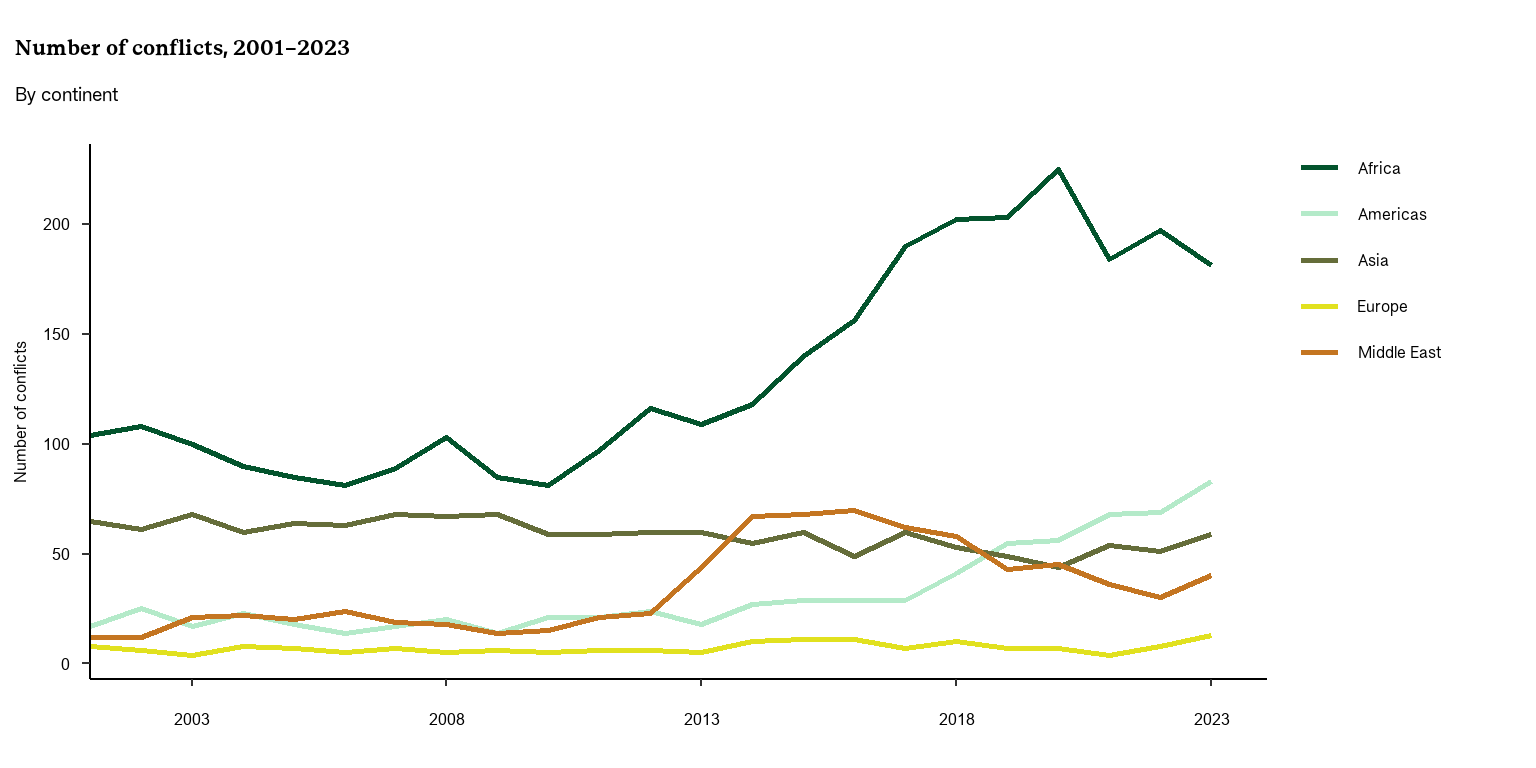 Number of conflicts, 2001–2023
By continent
Number of conflicts
200
150
100
50
0
2003
2008
2013
2018
2023
Africa
Americas
Asia
Europe
Middle East